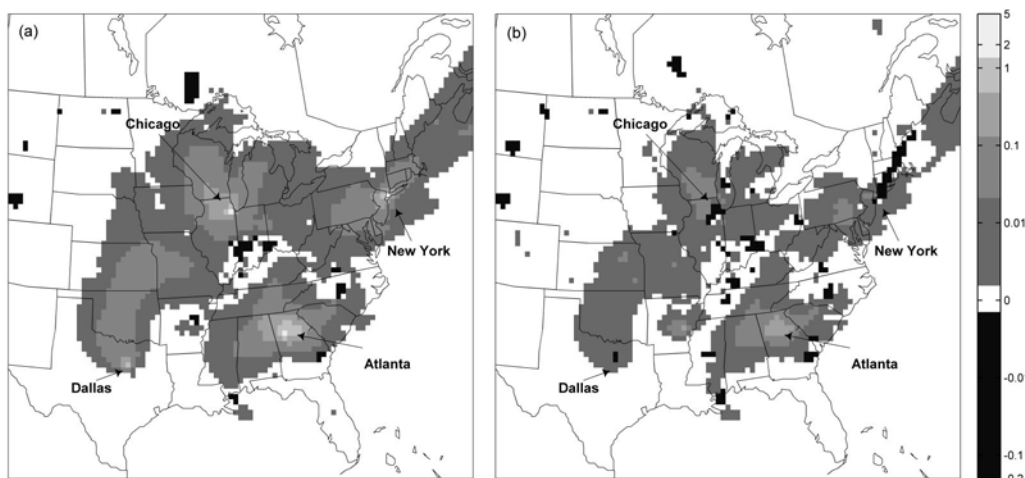 (a)
Chicago
New York
Atlanta
Dallas
(b)
Chicago
New York
Atlanta
Dallas
5
2
1
0.1
0.01
0
-0.01
-0.1